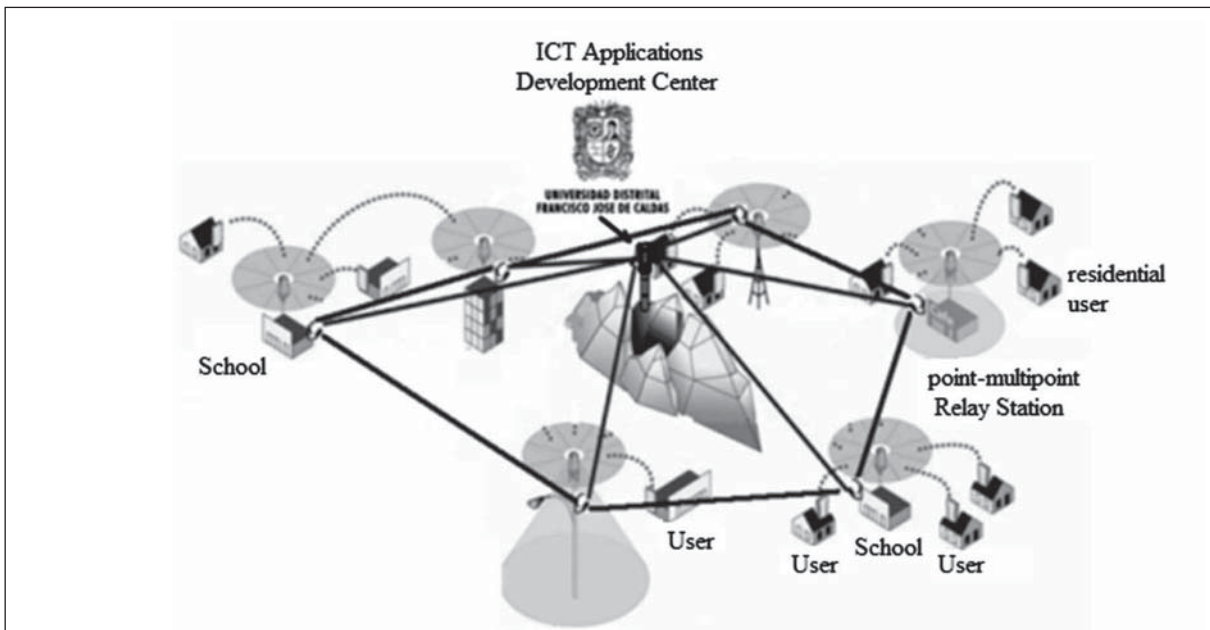 ICT Applications
Development Center
UNIVERSIDAD DISTRITAL
FRANCISCO JOSE DE CALDAS
residential
user
School
point-multipoint
Relay Station
User
User
School
User